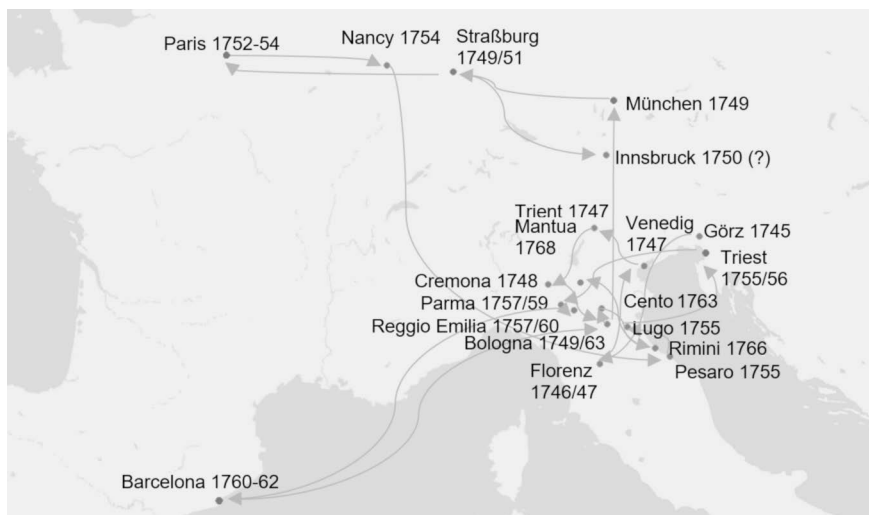 Paris 1752-54
Nancy 1754
Straßburg
1749/51
München 1749
Innsbruck 1750 (?)
Trient 1747
Mantua
1768
Venedig
1747
Görz 1745
Triest
1755/56
Cremona 1748
Parma 1757/59
Cento 1763
Reggio Emilia 1757/60
Lugo 1755
Bologna 1749/63
Rimini 1766
Florenz
1746/47
Pesaro 1755
Barcelona 1760-62